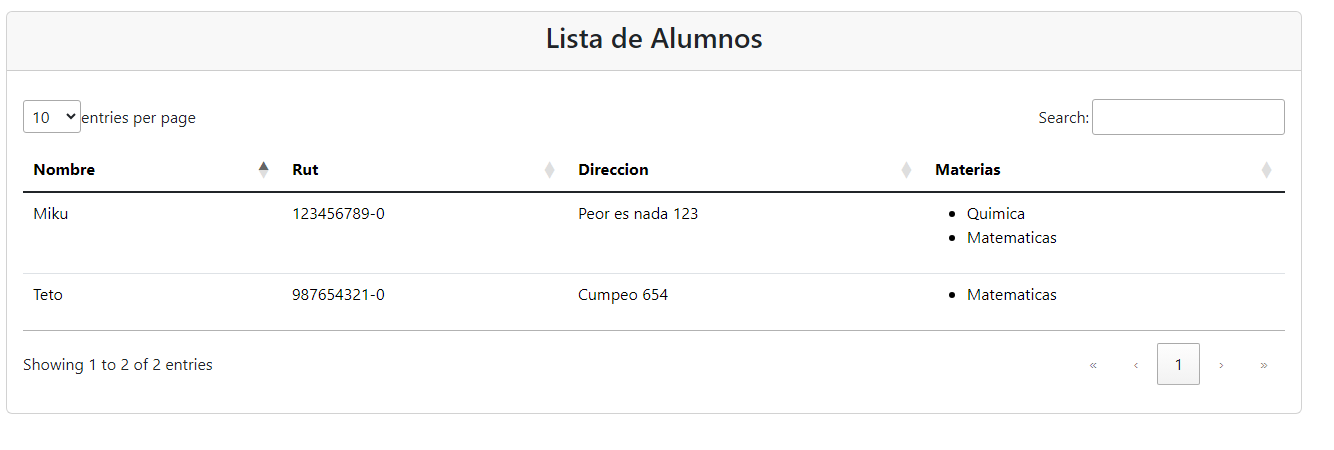 Lista de Alumnos
10 entries per page Search:
Nombre Rut Direccion Materias
Miku 123456789-0 Peor es nada 123 • Quimica
• Matematicas
Teto 987654321-0 Cumpeo 654 • Matematicas
Showing 1 to 2 of 2 entries « ‹ 1 › »